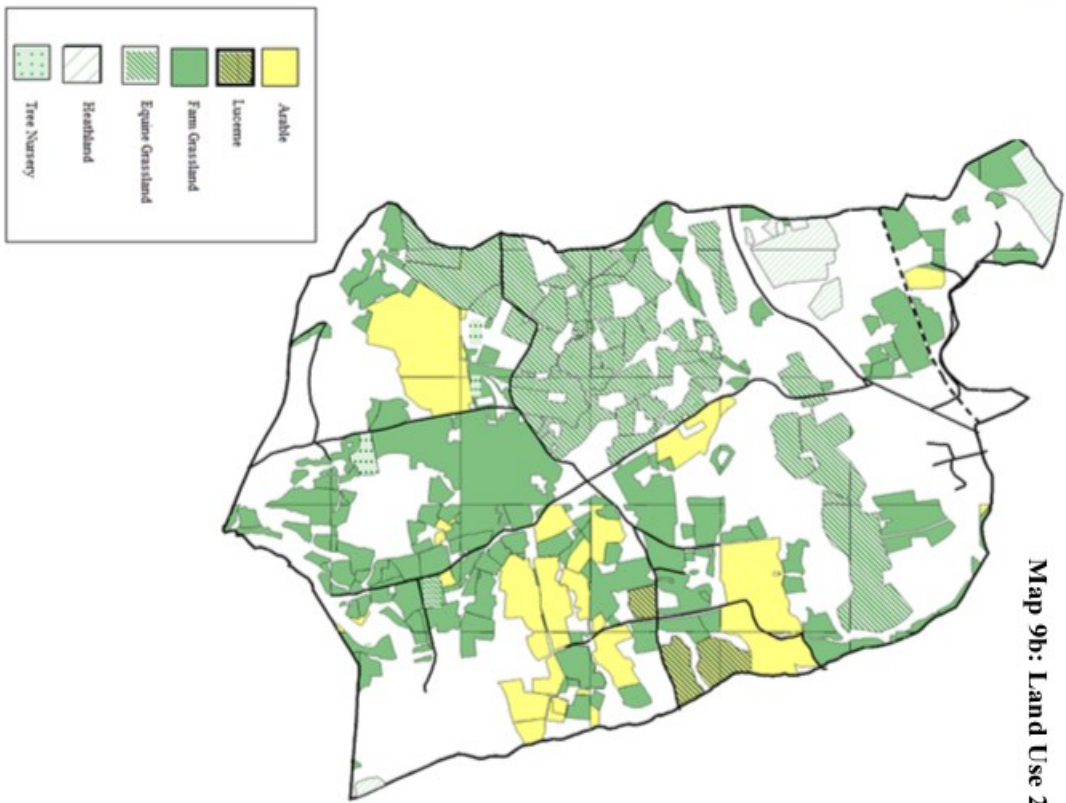 Map 9b: Land Use 2
Arable
Lucerne
Farm Grassland
Equine Grassland
Heathland
Tree Nursery